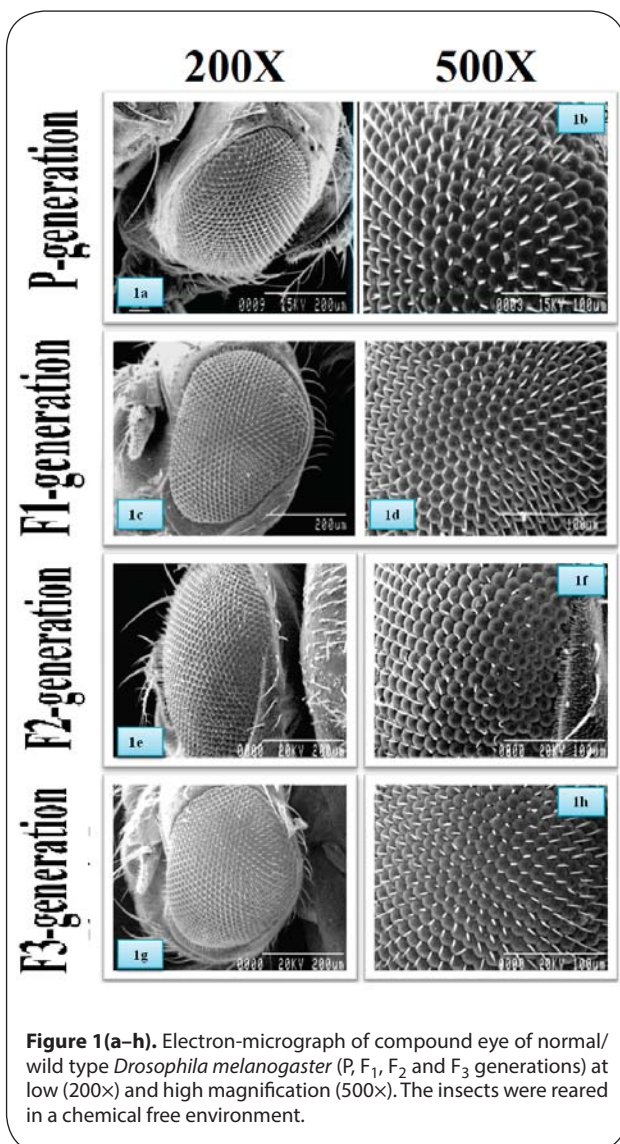 200X 500X
P-generation
1a
0009 15KV 200um
1b
0003 15KV 100um
F1-generation
1c
200um
1d
100um
F2-generation
1e
0000 20KV 200um
1f
0000 20KV 100um
F3-generation
1g
0000 20KV 200um
1h
0000 20KV 100um
Figure 1(a–h). Electron-micrograph of compound eye of normal/
wild type Drosophila melanogaster (P, F1, F2 and F3 generations) at
low (200×) and high magnification (500×). The insects were reared
in a chemical free environment.